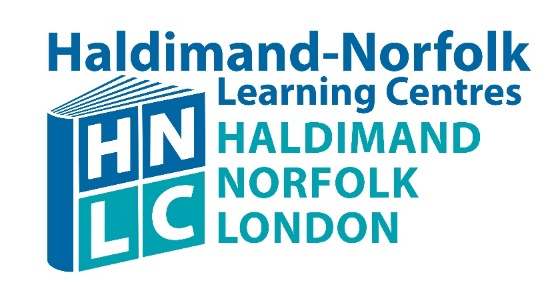 Haldimand-Norfolk
Learning Centres
HN
LC
HALDIMAND
NORFOLK
LONDON